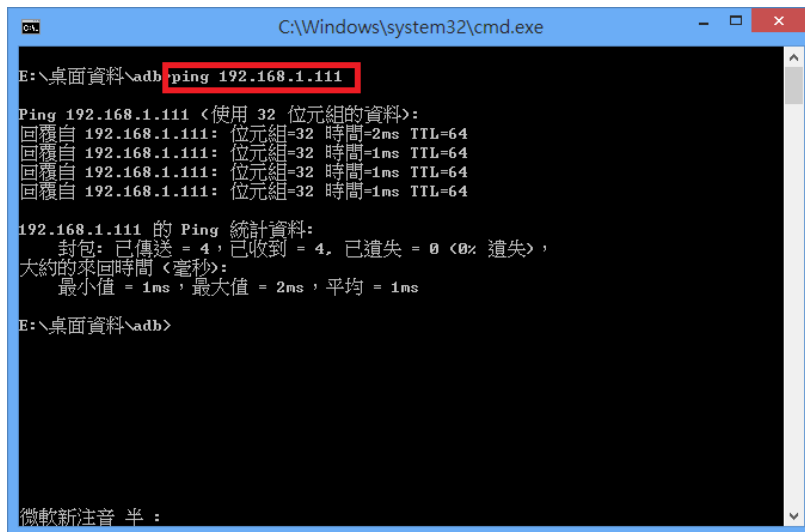 C:\Windows\system32\cmd.exe
E:\桌面資料\adb>ping 192.168.1.111
Ping 192.168.1.111 (使用 32 位元組的資料):
回覆自 192.168.1.111: 位元組=32 時間=2ms TTL=64
回覆自 192.168.1.111: 位元組=32 時間=1ms TTL=64
回覆自 192.168.1.111: 位元組=32 時間=1ms TTL=64
回覆自 192.168.1.111: 位元組=32 時間=1ms TTL=64
192.168.1.111 的 Ping 統計資料:
封包: 已傳送 = 4，已收到 = 4, 已遺失 = 0 (0% 遺失)，
大約的來回時間 (毫秒):
最小值 = 1ms，最大值 = 2ms，平均 = 1ms
E:\桌面資料\adb>
微軟新注音 半 :